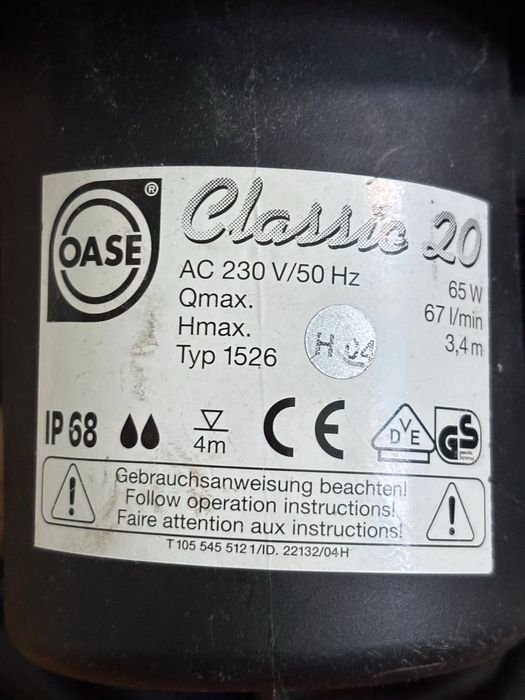 OASE ®
Classic 20
AC 230 V/50 Hz 65 W
Qmax. 67 l/min
Hmax. 3,4 m
Typ 1526
H 04
IP 68
4m
CE
VDE
GS
Gebrauchsanweisung beachten!
Follow operation instructions!
Faire attention aux instructions!
T 105 545 512 1/ID. 22132/04H